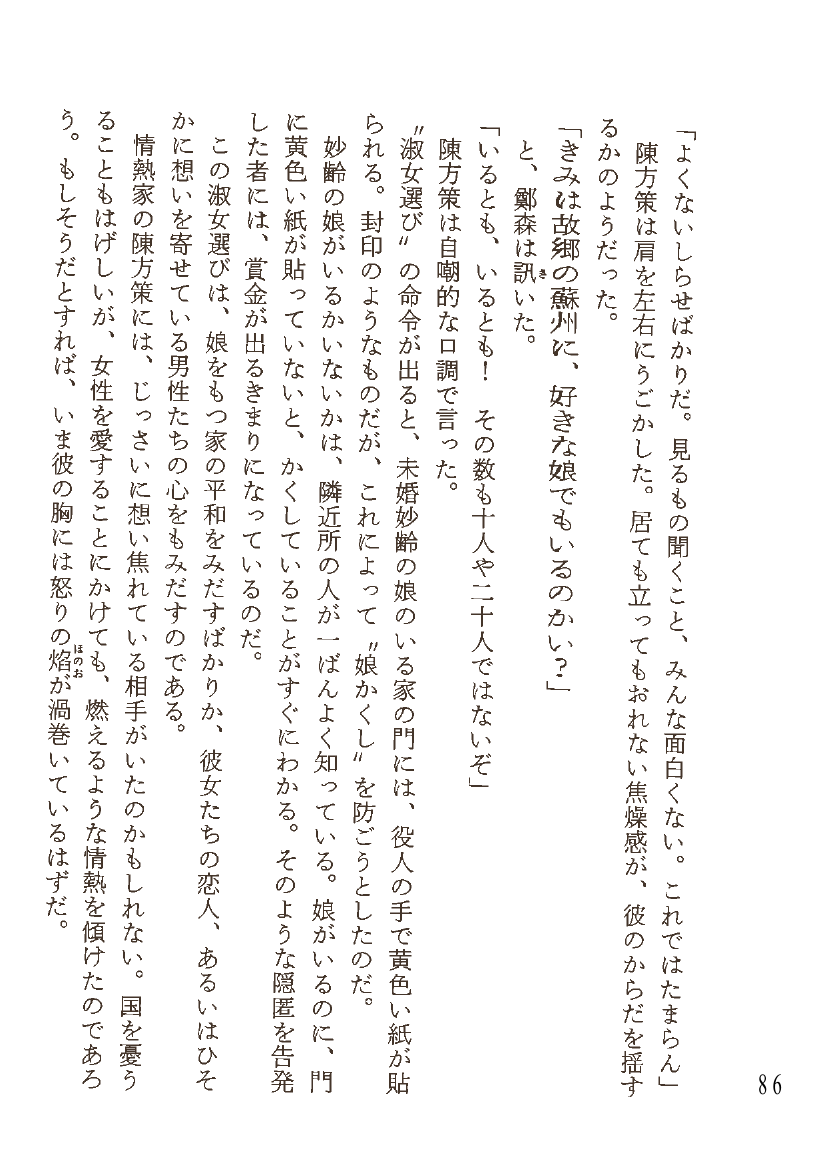 「よくないしらせばかりだ。見るもの聞くこと、みんな面白くない。これではたまらん」
陳方策は肩を左右にうごかした。居ても立ってもおれない焦燥感が、彼のからだを揺す
るかのようだった。
「きみは故郷の蘇州に、好きな娘でもいるのかい？」
と、鄭森は訊いた。
「いるとも、いるとも！　その数も十人や二十人ではないぞ」
陳方策は自嘲的な口調で言った。
〝淑女選び〟の命令が出ると、未婚妙齢の娘のいる家の門には、役人の手で黄色い紙が貼
られる。封印のようなものだが、これによって〝娘かくし〟を防ごうとしたのだ。
妙齢の娘がいるかいないかは、隣近所の人が一ばんよく知っている。娘がいるのに、門
に黄色い紙が貼っていないと、かくしていることがすぐにわかる。そのような隠匿を告発
した者には、賞金が出るきまりになっているのだ。
この淑女選びは、娘をもつ家の平和をみだすばかりか、彼女たちの恋人、あるいはひそ
かに想いを寄せている男性たちの心をもみだすのである。
情熱家の陳方策には、じっさいに想い焦れている相手がいたのかもしれない。国を憂う
ることもはげしいが、女性を愛することにかけても、燃えるような情熱を傾けたのであろ
う。もしそうだとすれば、いま彼の胸には怒りの焰が渦巻いているはずだ。
き
ほのお
86